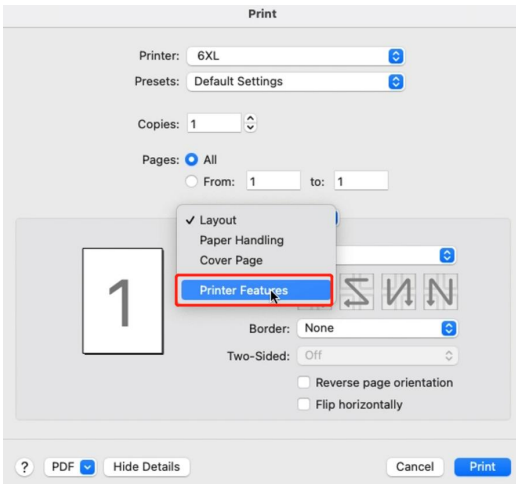 Print
Printer: 6XL
Presets: Default Settings
Copies: 1
Pages: All
From: 1 to: 1
✓ Layout
Paper Handling
Cover Page
Printer Features
1
Border: None
Two-Sided: Off
Reverse page orientation
Flip horizontally
? PDF Hide Details Cancel Print